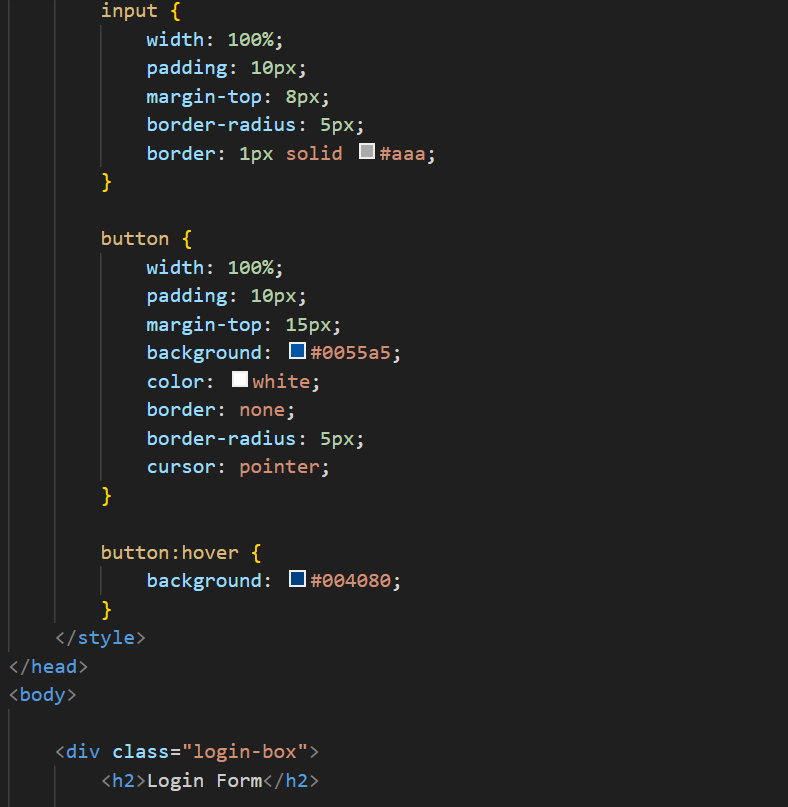 input {
    width: 100%;
    padding: 10px;
    margin-top: 8px;
    border-radius: 5px;
    border: 1px solid #aaa;
}

button {
    width: 100%;
    padding: 10px;
    margin-top: 15px;
    background: #0055a5;
    color: white;
    border: none;
    border-radius: 5px;
    cursor: pointer;
}

button:hover {
    background: #004080;
}
</style>
</head>
<body>

<div class="login-box">
<h2>Login Form</h2>